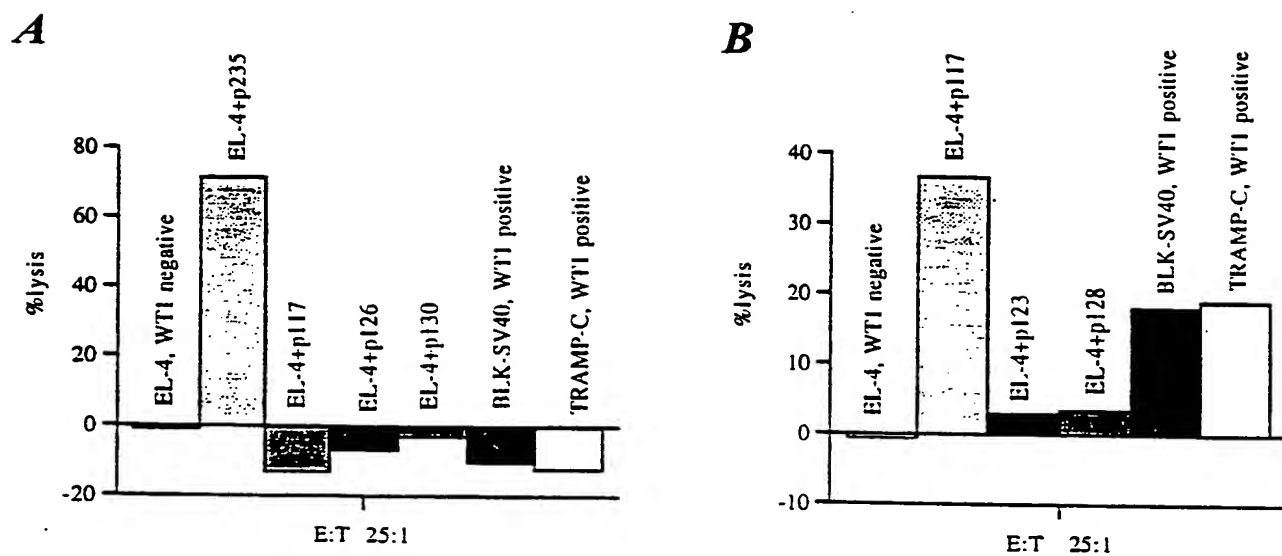 A
%lysis
80
60
40
20
0
-20
EL-4, WT1 negative
EL-4+p235
EL-4+p117
EL-4+p126
EL-4+p130
BLK-SV40, WT1 positive
TRAMP-C, WT1 positive
E:T 25:1
B
%lysis
40
30
20
10
0
-10
EL-4, WT1 negative
EL-4+p117
EL-4+p123
EL-4+p128
BLK-SV40, WT1 positive
TRAMP-C, WT1 positive
E:T 25:1